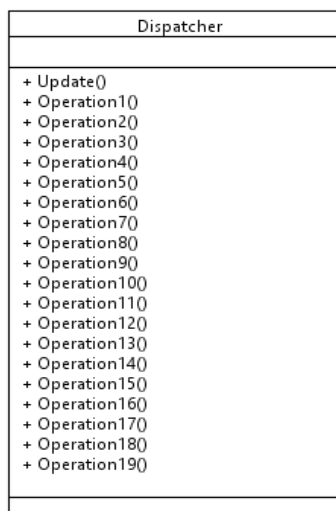 Dispatcher
+ Update()
+ Operation1()
+ Operation2()
+ Operation3()
+ Operation4()
+ Operation5()
+ Operation6()
+ Operation7()
+ Operation8()
+ Operation9()
+ Operation10()
+ Operation11()
+ Operation12()
+ Operation13()
+ Operation14()
+ Operation15()
+ Operation16()
+ Operation17()
+ Operation18()
+ Operation19()